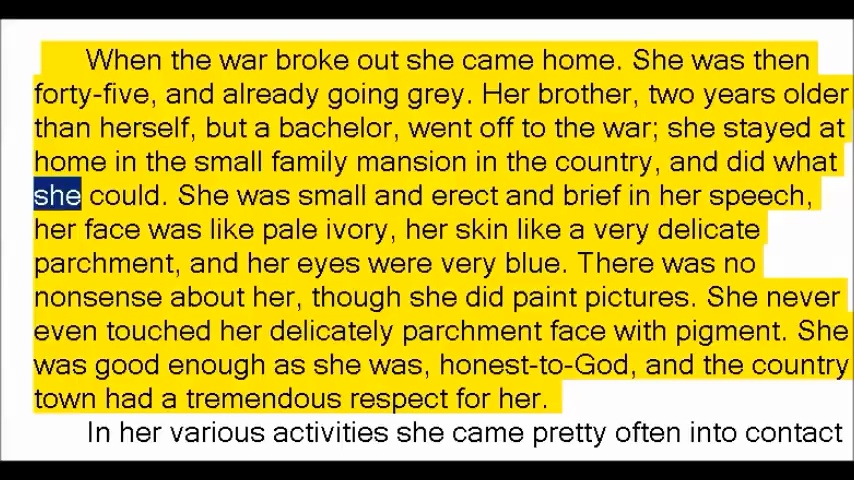 When the war broke out she came home. She was then
forty-five, and already going grey. Her brother, two years older
than herself, but a bachelor, went off to the war; she stayed at
home in the small family mansion in the country, and did what
she could. She was small and erect and brief in her speech,
her face was like pale ivory, her skin like a very delicate
parchment, and her eyes were very blue. There was no
nonsense about her, though she did paint pictures. She never
even touched her delicately parchment face with pigment. She
was good enough as she was, honest-to-God, and the country
town had a tremendous respect for her.
In her various activities she came pretty often into contact